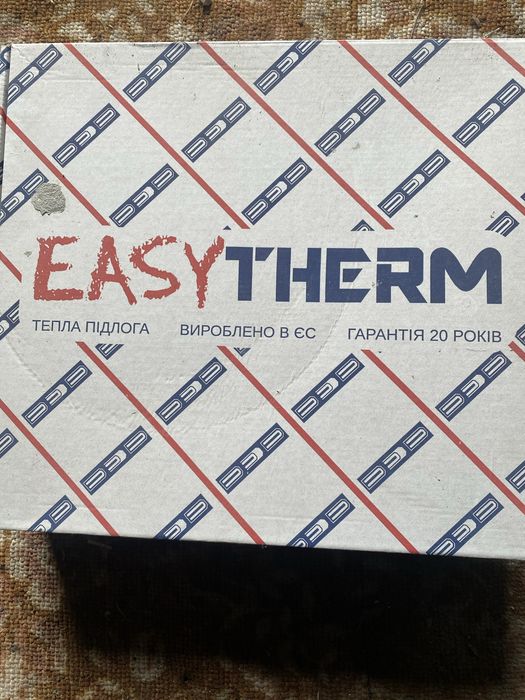 EASYTHERM
ТЕПЛА ПІДЛОГА ВИРОБЛЕНО В ЄС ГАРАНТІЯ 20 РОКІВ